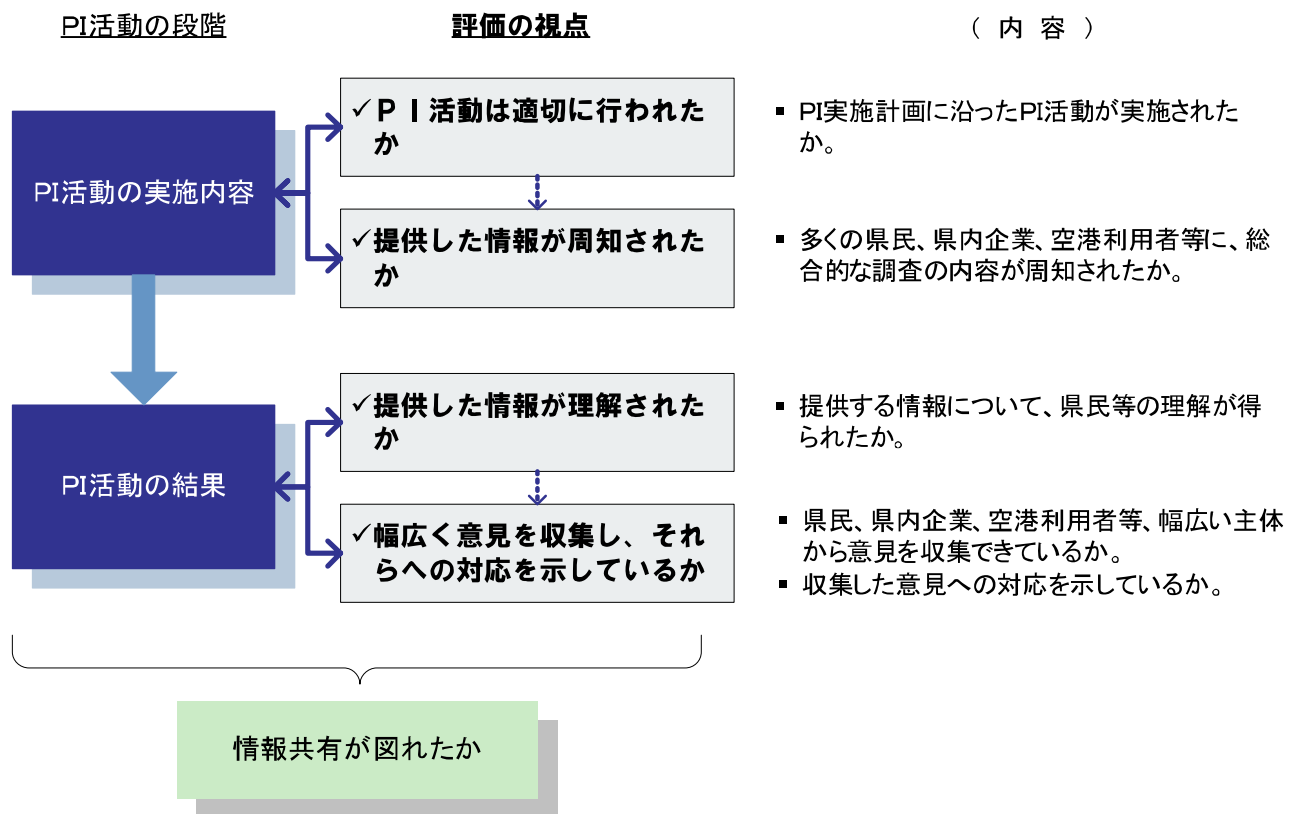 PI活動の段階
評価の視点
（ 内 容 ）
PI活動の実施内容
✓ＰＩ活動は適切に行われた
か
▪ PI実施計画に沿ったPI活動が実施された
か。
✓提供した情報が周知された
か
▪ 多くの県民、県内企業、空港利用者等に、総
合的な調査の内容が周知されたか。
PI活動の結果
✓提供した情報が理解された
か
▪ 提供する情報について、県民等の理解が得
られたか。
✓幅広く意見を収集し、それ
らへの対応を示しているか
▪ 県民、県内企業、空港利用者等、幅広い主体
から意見を収集できているか。
▪ 収集した意見への対応を示しているか。
情報共有が図れたか